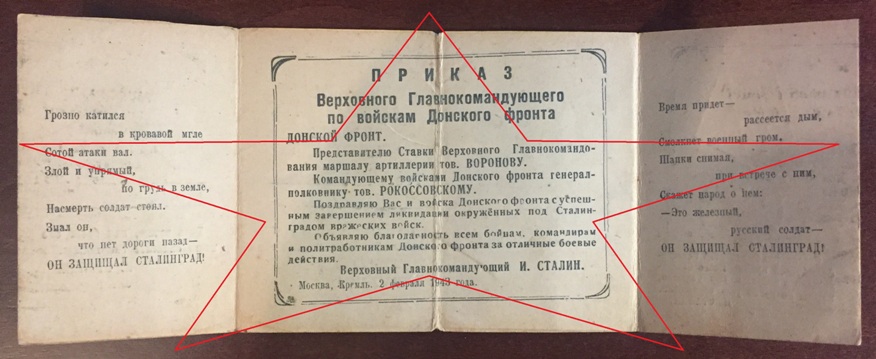 Грозно катился
в кровавой мгле
Сотой атаки вал.
Злой и упрямый,
по грудь в земле,
Насмерть солдат стоял.
Знал он,
что нет дороги назад—
ОН ЗАЩИЩАЛ СТАЛИНГРАД!
ПРИКАЗ
Верховного Главнокомандующего
по войскам Донского фронта
ДОНСКОЙ ФРОНТ.
Представителю Ставки Верховного Главнокомандо-
вания маршалу артиллерии тов. ВОРОНОВУ.
Командующему войсками Донского фронта генерал-
полковнику тов. РОКОССОВСКОМУ.
Поздравляю Вас и войска Донского фронта с успеш-
ным завершением ликвидации окружённых под Сталин-
градом вражеских войск.
Объявляю благодарность всем бойцам, командирам
и политработникам Донского фронта за отличные боевые
действия.
Верховный Главнокомандующий И. СТАЛИН.
Москва, Кремль. 2 февраля 1943 года.
Время придет—
рассеется дым,
Смолкнет военный гром,
Шапки снимая,
при встрече с ним,
Скажет народ о нем:
—Это железный,
русский солдат—
ОН ЗАЩИЩАЛ СТАЛИНГРАД!